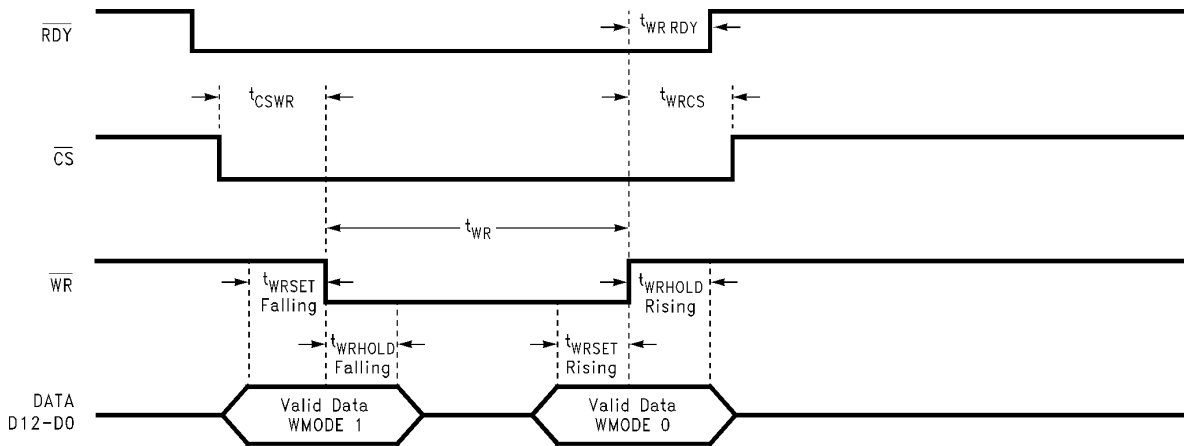 RDY
t_WR RDY
t_CSWR
t_WRCS
CS
t_WR
WR
t_WRSET
Falling
t_WRHOLD
Rising
t_WRHOLD
Falling
t_WRSET
Rising
DATA
D12-D0
Valid Data
WMODE 1
Valid Data
WMODE 0